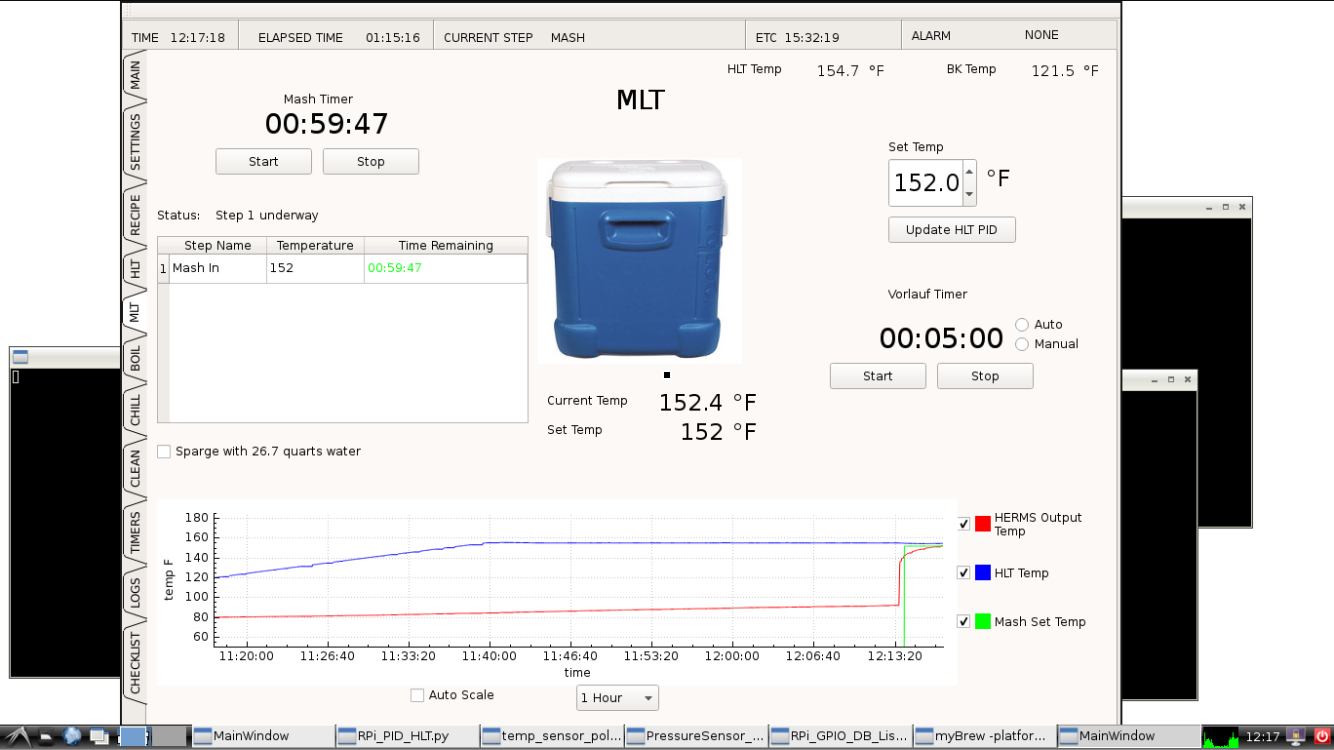 TIME 12:17:18 ELAPSED TIME 01:15:16 CURRENT STEP MASH ETC 15:32:19 ALARM NONE
HLT Temp 154.7 °F BK Temp 121.5 °F
MAIN
SETTINGS
RECIPE
HLT
MLT
BOIL
CHILL
CLEAN
TIMERS
LOGS
CHECKLIST
MLT
Mash Timer
00:59:47
Start Stop
Status: Step 1 underway
Step Name Temperature Time Remaining
1 Mash In 152 00:59:47
Sparge with 26.7 quarts water
Current Temp 152.4 °F
Set Temp 152 °F
Set Temp
152.0 °F
Update HLT PID
Vorlauf Timer
00:05:00
Auto
Manual
Start Stop
temp F
180
160
140
120
100
80
60
11:20:00 11:26:40 11:33:20 11:40:00 11:46:40 11:53:20 12:00:00 12:06:40 12:13:20
time
HERMS Output
Temp
HLT Temp
Mash Set Temp
Auto Scale 1 Hour
MainWindow RPi_PID_HLT.py temp_sensor_pol... PressureSensor_... RPi_GPIO_DB_Lis... myBrew -platfor... MainWindow 12:17